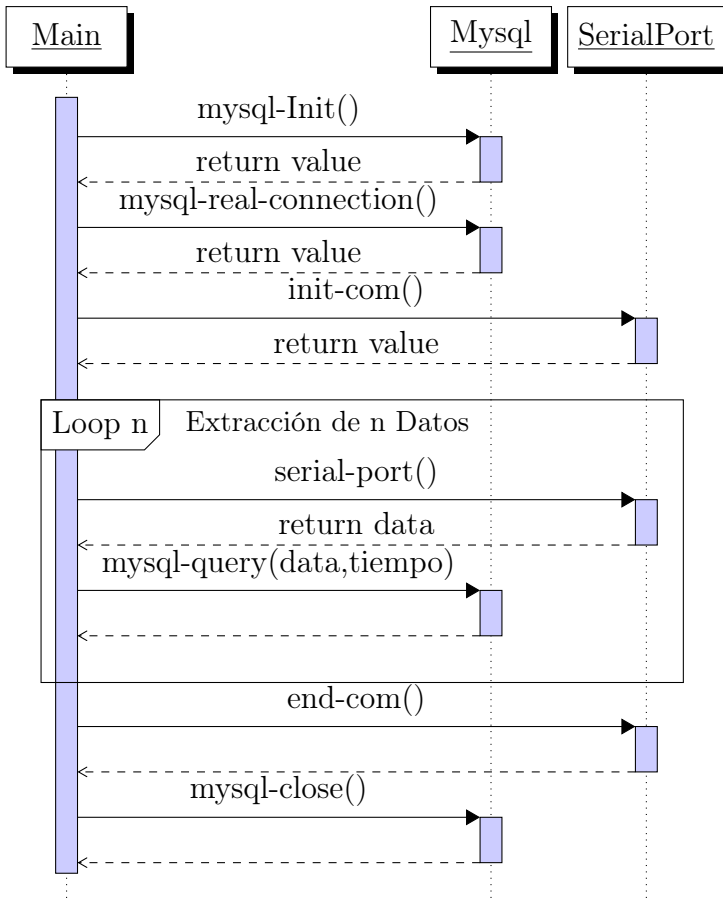 Main
Mysql
SerialPort
mysql-Init()
return value
mysql-real-connection()
return value
init-com()
return value
Loop n
Extracción de n Datos
serial-port()
return data
mysql-query(data,tiempo)
end-com()
mysql-close()